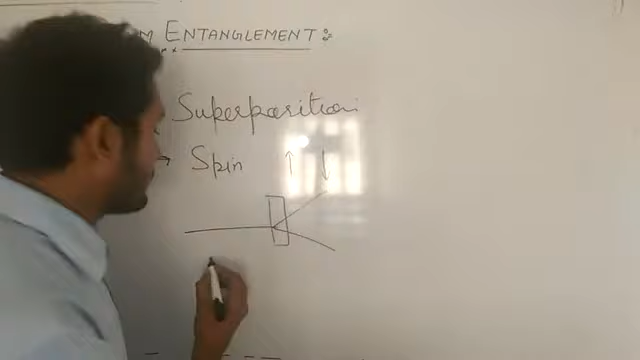 M ENTANGLEMENT:
Superposition
→ Spin ↑ ↓